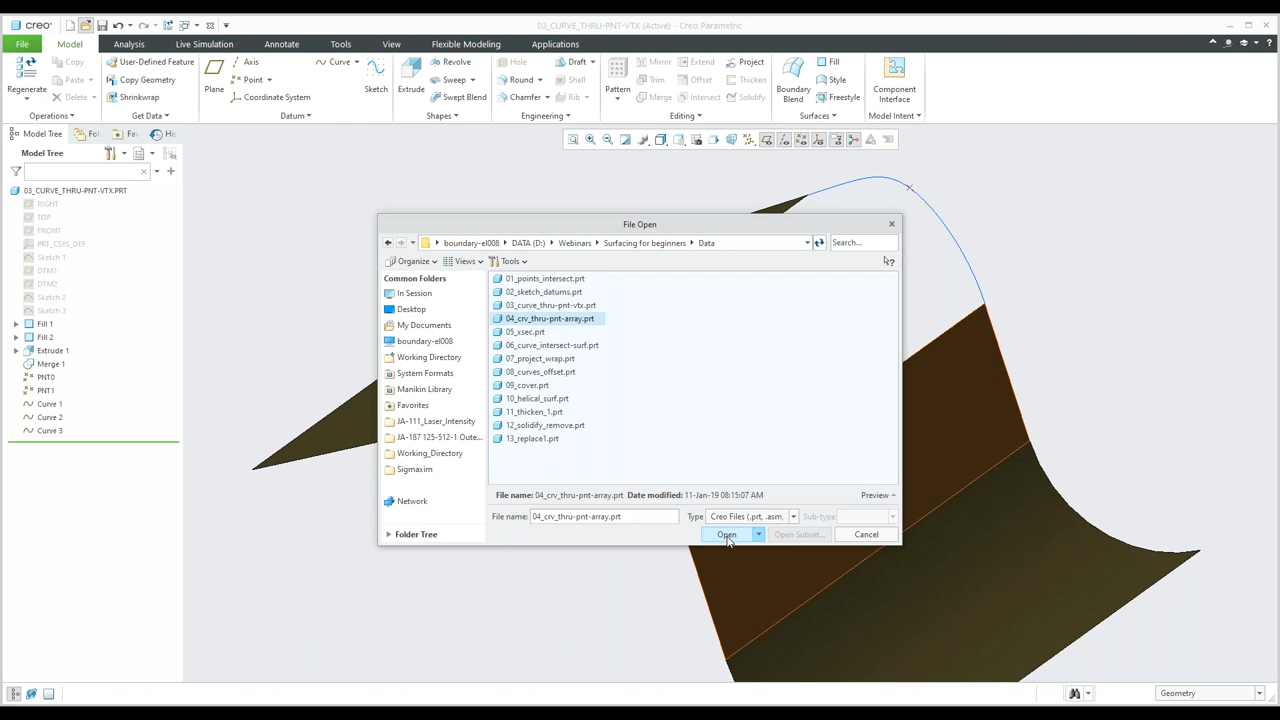 creo
03_CURVE_THRU-PNT-VTX (Active) - Creo Parametric
File Model Analysis Live Simulation Annotate Tools View Flexible Modeling Applications
Regenerate
Copy
Paste
Delete
Operations
User-Defined Feature
Copy Geometry
Shrinkwrap
Get Data
Plane
Axis
Point
Coordinate System
Curve
Sketch
Datum
Extrude
Revolve
Sweep
Swept Blend
Shapes
Hole
Round
Chamfer
Draft
Shell
Rib
Engineering
Pattern
Mirror
Trim
Merge
Extend
Offset
Intersect
Project
Thicken
Solidify
Editing
Boundary
Blend
Fill
Style
Freestyle
Surfaces
Component
Interface
Model Intent
Model Tree Fol Fa His
Model Tree
03_CURVE_THRU-PNT-VTX.PRT
RIGHT
TOP
FRONT
PRT_CSYS_DEF
Sketch 1
DTM1
DTM2
Sketch 2
Sketch 3
Fill 1
Fill 2
Extrude 1
Merge 1
PNT0
PNT1
Curve 1
Curve 2
Curve 3
File Open
boundary-el008 DATA (D:) Webinars Surfacing for beginners Data
Search...
Organize Views Tools
Common Folders
In Session
Desktop
My Documents
boundary-el008
Working Directory
System Formats
Manikin Library
Favorites
JA-111_Laser_Intensity
JA-187 125-512-1 Oute...
Working_Directory
Sigmaxim
Network
Folder Tree
01_points_intersect.prt
02_sketch_datums.prt
03_curve_thru-pnt-vtx.prt
04_crv_thru-pnt-array.prt
05_xsec.prt
06_curve_intersect-surf.prt
07_project_wrap.prt
08_curves_offset.prt
09_cover.prt
10_helical_surf.prt
11_thicken_1.prt
12_solidify_remove.prt
13_replace1.prt
File name: 04_crv_thru-pnt-array.prt Date modified: 11-Jan-19 08:15:07 AM
Preview
File name: 04_crv_thru-pnt-array.prt Type Creo Files (.prt, .asm, Sub-type
Open Open Subset... Cancel
Geometry